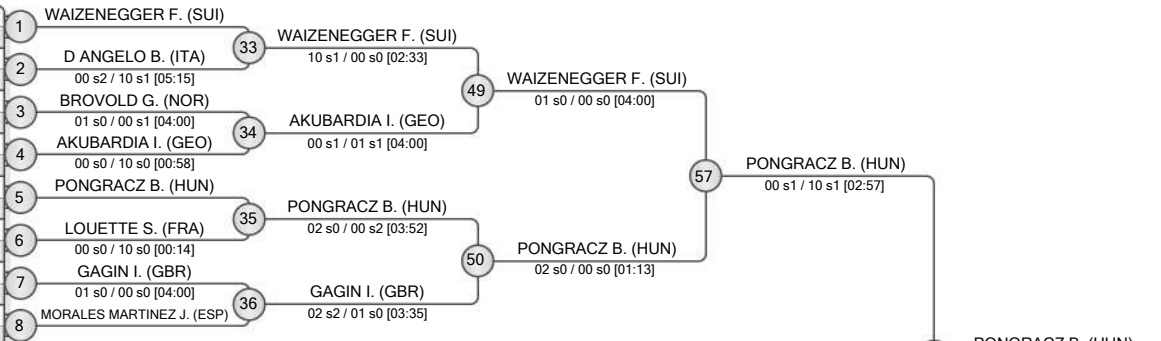 1
WAIZENEGGER F. (SUI)
2
D ANGELO B. (ITA)
00 s2 / 10 s1 [05:15]
3
BROVOLD G. (NOR)
01 s0 / 00 s1 [04:00]
4
AKUBARDIA I. (GEO)
00 s0 / 10 s0 [00:58]
5
PONGRACZ B. (HUN)
6
LOUETTE S. (FRA)
00 s0 / 10 s0 [00:14]
7
GAGIN I. (GBR)
01 s0 / 00 s0 [04:00]
8
MORALES MARTINEZ J. (ESP)
33
WAIZENEGGER F. (SUI)
10 s1 / 00 s0 [02:33]
34
AKUBARDIA I. (GEO)
00 s1 / 01 s1 [04:00]
35
PONGRACZ B. (HUN)
02 s0 / 00 s2 [03:52]
36
GAGIN I. (GBR)
02 s2 / 01 s0 [03:35]
49
WAIZENEGGER F. (SUI)
01 s0 / 00 s0 [04:00]
50
PONGRACZ B. (HUN)
02 s0 / 00 s0 [01:13]
57
PONGRACZ B. (HUN)
00 s1 / 10 s1 [02:57]
PONGRACZ B. (HUN)